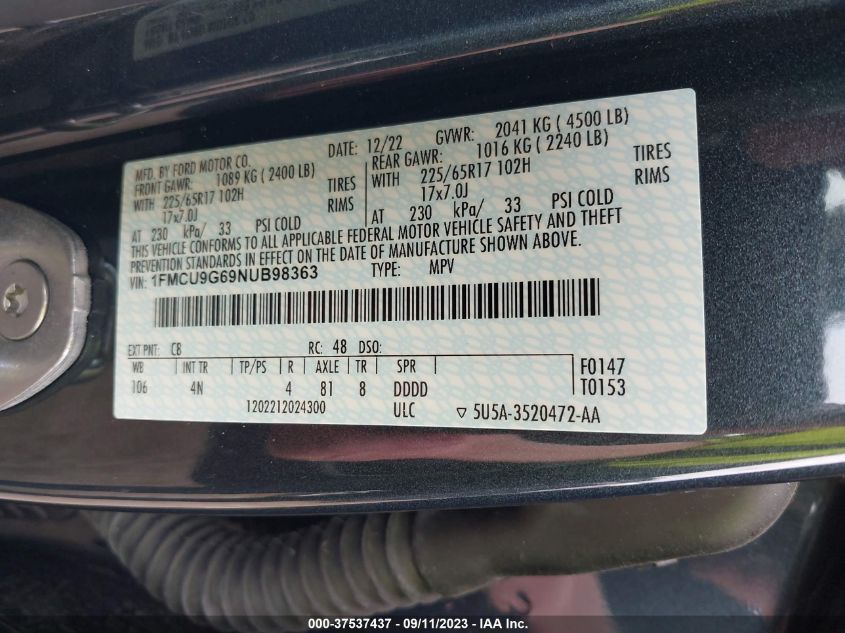 MFD. BY FORD MOTOR CO. DATE: 12/22 GVWR: 2041 KG ( 4500 LB)
FRONT GAWR: 1089 KG ( 2400 LB) REAR GAWR: 1016 KG ( 2240 LB)
WITH 225/65R17 102H TIRES WITH 225/65R17 102H TIRES
17x7.0J RIMS 17x7.0J RIMS
AT 230 kPa/ 33 PSI COLD AT 230 kPa/ 33 PSI COLD
THIS VEHICLE CONFORMS TO ALL APPLICABLE FEDERAL MOTOR VEHICLE SAFETY AND THEFT
PREVENTION STANDARDS IN EFFECT ON THE DATE OF MANUFACTURE SHOWN ABOVE.
VIN: 1FMCU9G69NUB98363 TYPE: MPV
EXT PNT: CB RC: 48 DSO:
WB INT TR TP/PS R AXLE TR SPR F0147
106 4N 4 81 8 DDDD T0153
1202212024300 ULC ▽ 5U5A-3520472-AA
000-37537437 - 09/11/2023 - IAA, Inc.